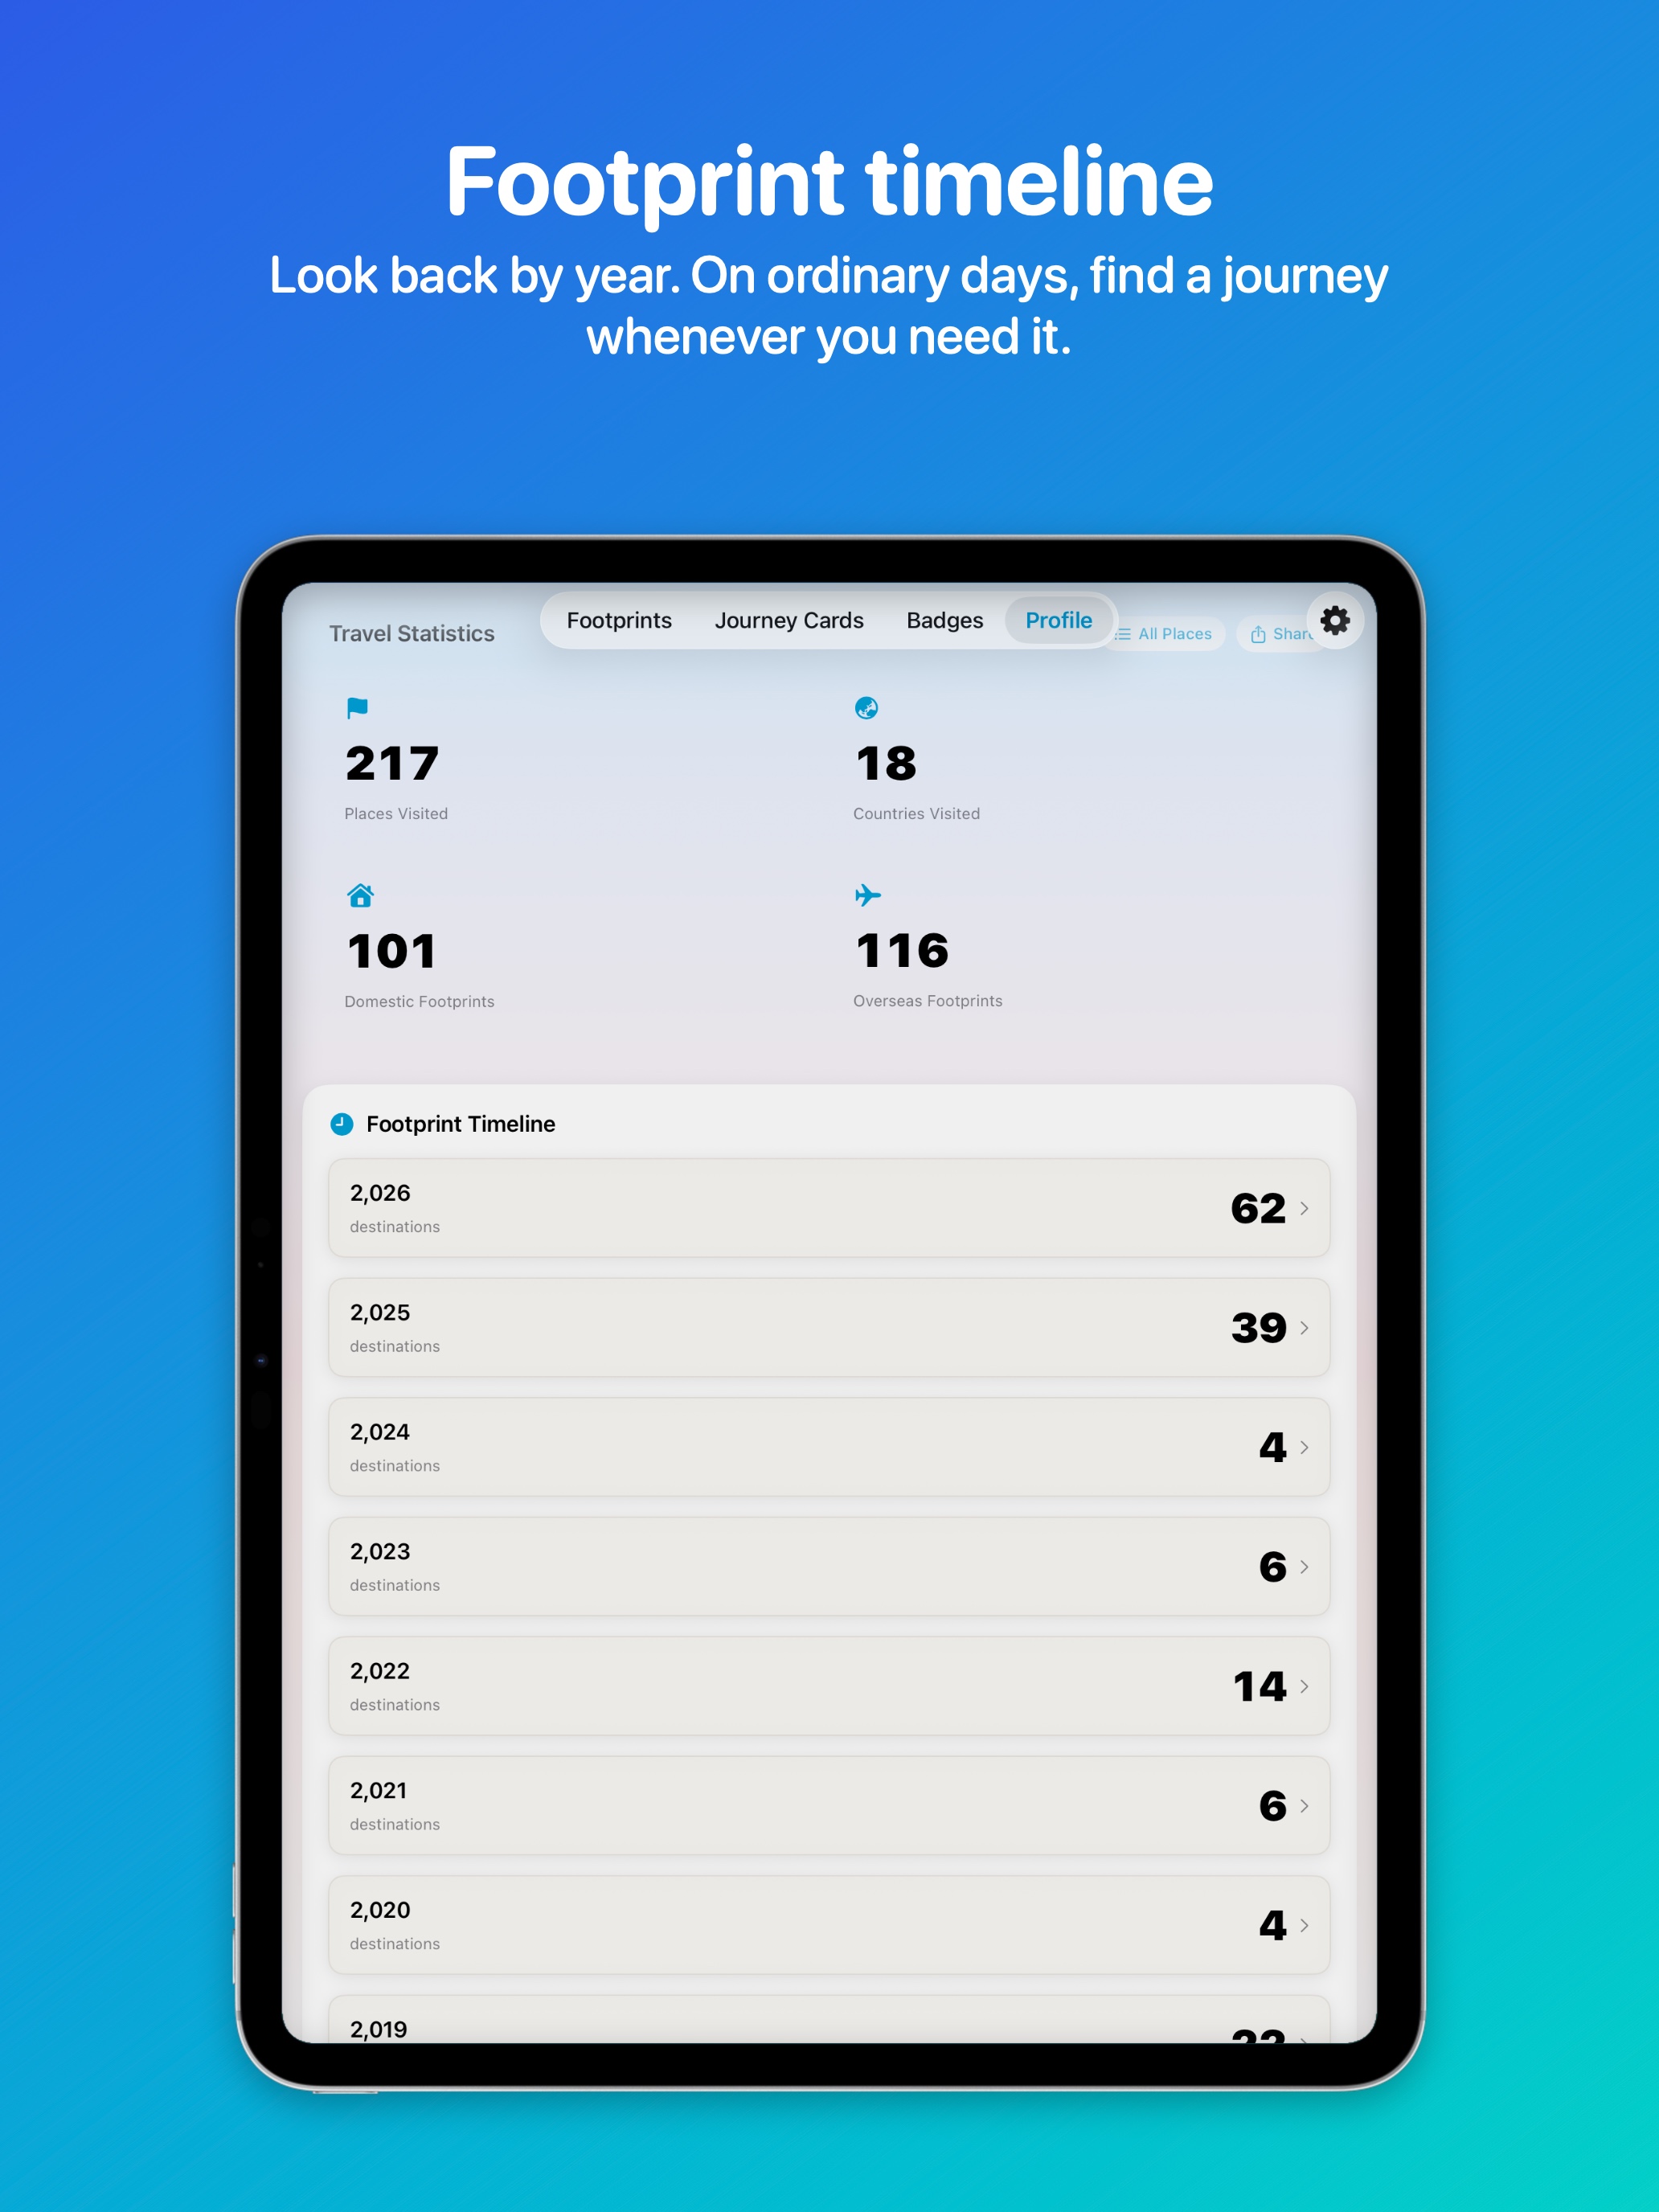 Footprint timeline
Look back by year. On ordinary days, find a journey
whenever you need it.
Travel Statistics
Footprints
Journey Cards
Badges
Profile
All Places
217
Places Visited
18
Countries Visited
101
Domestic Footprints
116
Overseas Footprints
Footprint Timeline
2,026
destinations
62
2,025
destinations
39
2,024
destinations
4
2,023
destinations
6
2,022
destinations
14
2,021
destinations
6
2,020
destinations
4
2,019